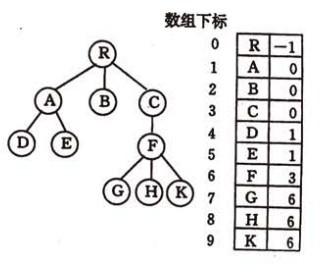 数组下标
R
A
B
C
D
E
F
G
H
K
0 R -1
1 A 0
2 B 0
3 C 0
4 D 1
5 E 1
6 F 3
7 G 6
8 H 6
9 K 6